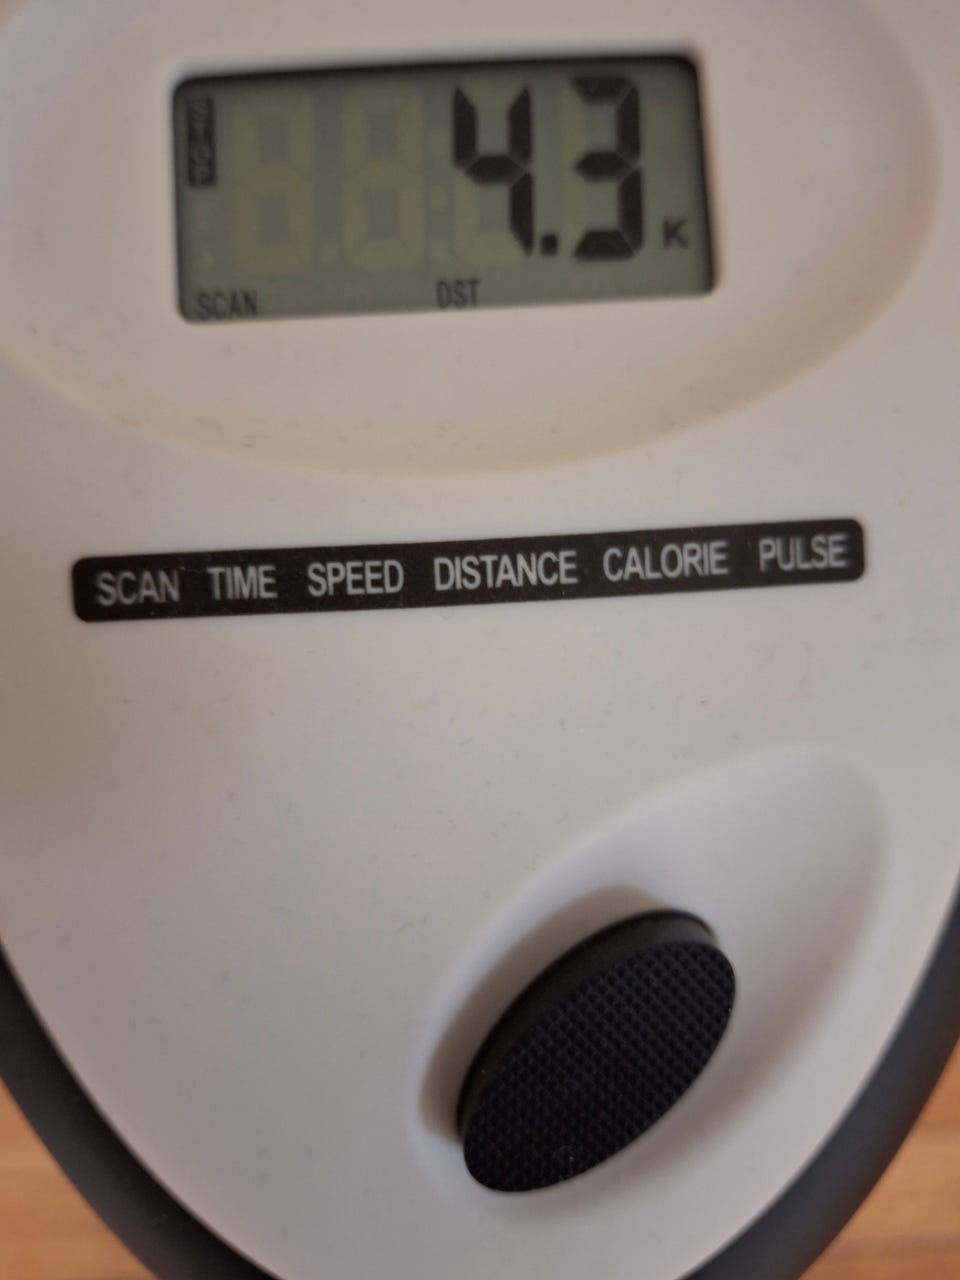 STOP
4.3 K
SCAN DST
SCAN TIME SPEED DISTANCE CALORIE PULSE